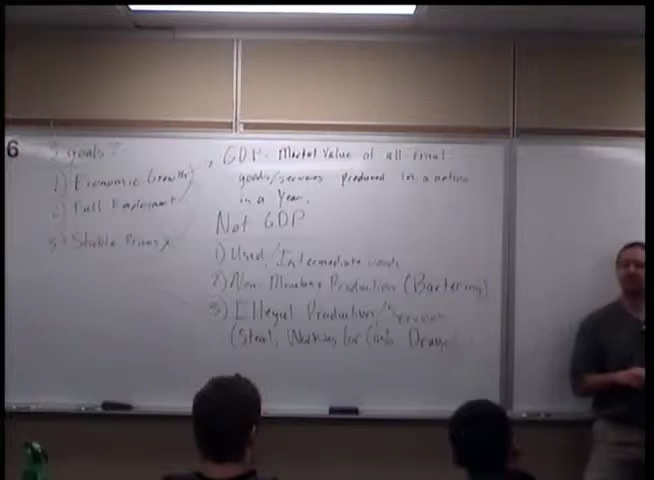 6
3 goals:
1) Economic Growth
2) Full Employment
3) Stable Prices
GDP: Market Value of all final
goods/services produced in a nation
in a Year.
Not GDP
1) Used/Intermediate Goods
2) Non-Monetary Production (Bartering)
3) Illegal Production/Services
(Steal, Working for Cash, Drugs